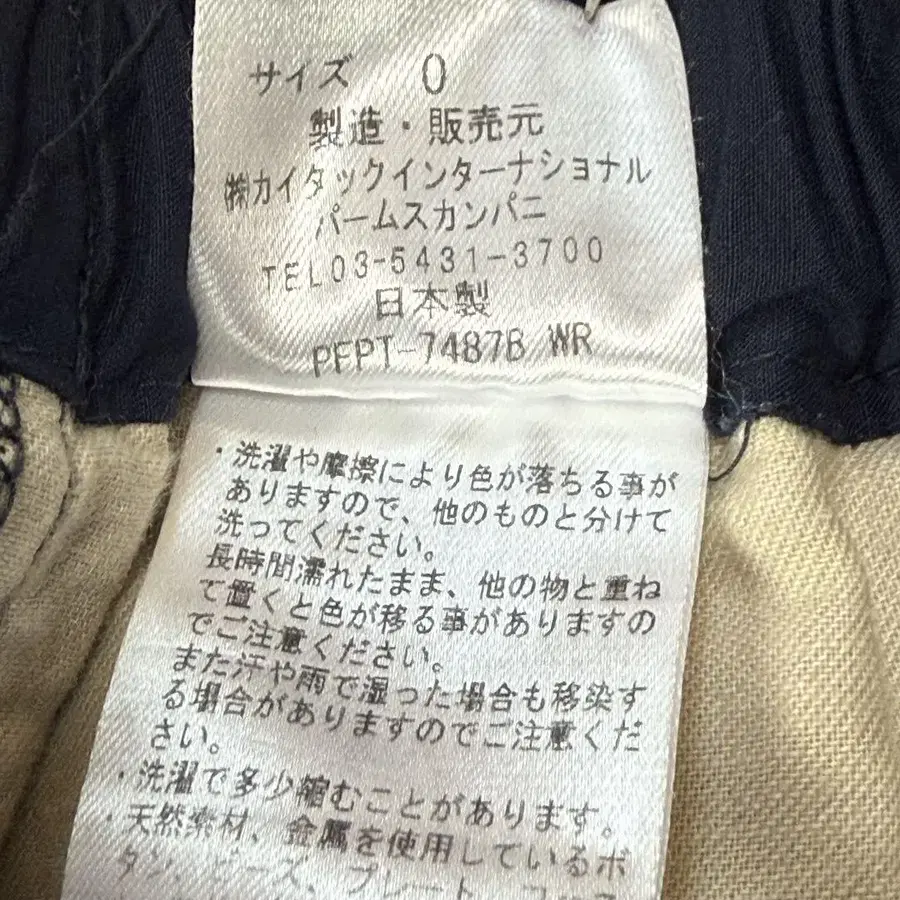 サイズ 0
製造・販売元
㈱カイタックインターナショナル
パームスカンパニ
TEL03-5431-3700
日本製
PFPT-7487B WR
・洗濯や摩擦により色が落ちる事が
ありますので、他のものと分けて
洗ってください。
長時間濡れたまま、他の物と重ね
て置くと色が移る事がありますの
でご注意ください。
また汗や雨で湿った場合も移染す
る場合がありますのでご注意くだ
さい。
・洗濯で多少縮むことがあります。
・天然素材、金属を使用しているボ
タン、ビーズ、プレート、